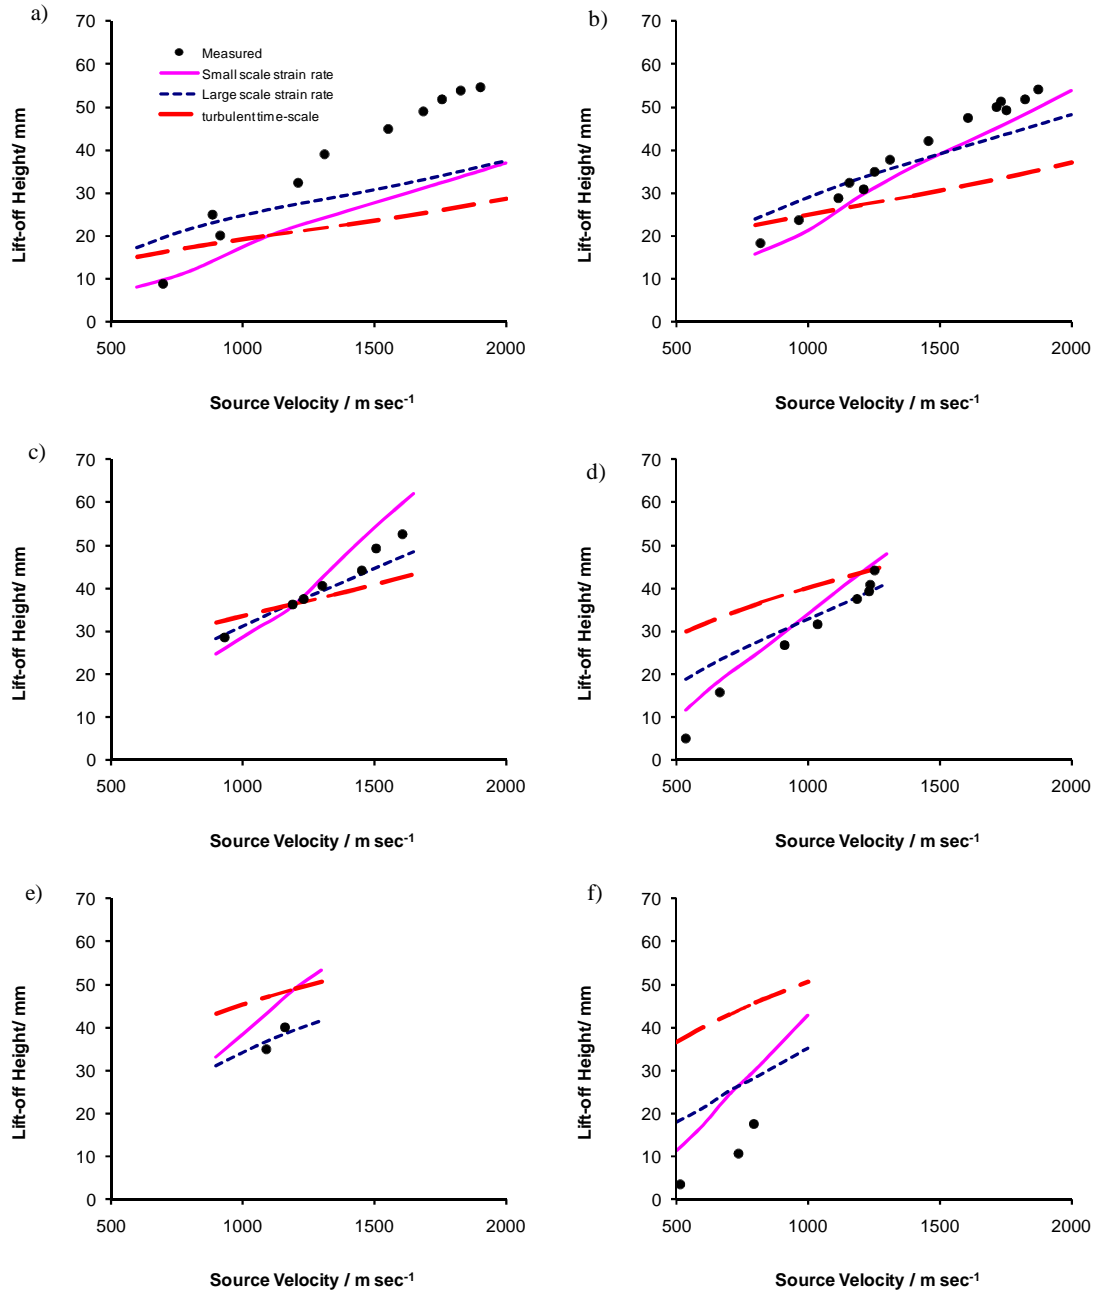 a)
70
60
50
40
30
20
10
0
Lift-off Height/ mm
Measured
Small scale strain rate
Large scale strain rate
turbulent time-scale
500 1000 1500 2000
Source Velocity / m sec⁻¹
b)
70
60
50
40
30
20
10
0
Lift-off Height/ mm
500 1000 1500 2000
Source Velocity / m sec⁻¹
c)
70
60
50
40
30
20
10
0
Lift-off Height/ mm
500 1000 1500 2000
Source Velocity / m sec⁻¹
d)
70
60
50
40
30
20
10
0
Lift-off Height/ mm
500 1000 1500 2000
Source Velocity / m sec⁻¹
e)
70
60
50
40
30
20
10
0
Lift-off Height/ mm
500 1000 1500 2000
Source Velocity / m sec⁻¹
f)
70
60
50
40
30
20
10
0
Lift-off Height/ mm
500 1000 1500 2000
Source Velocity / m sec⁻¹